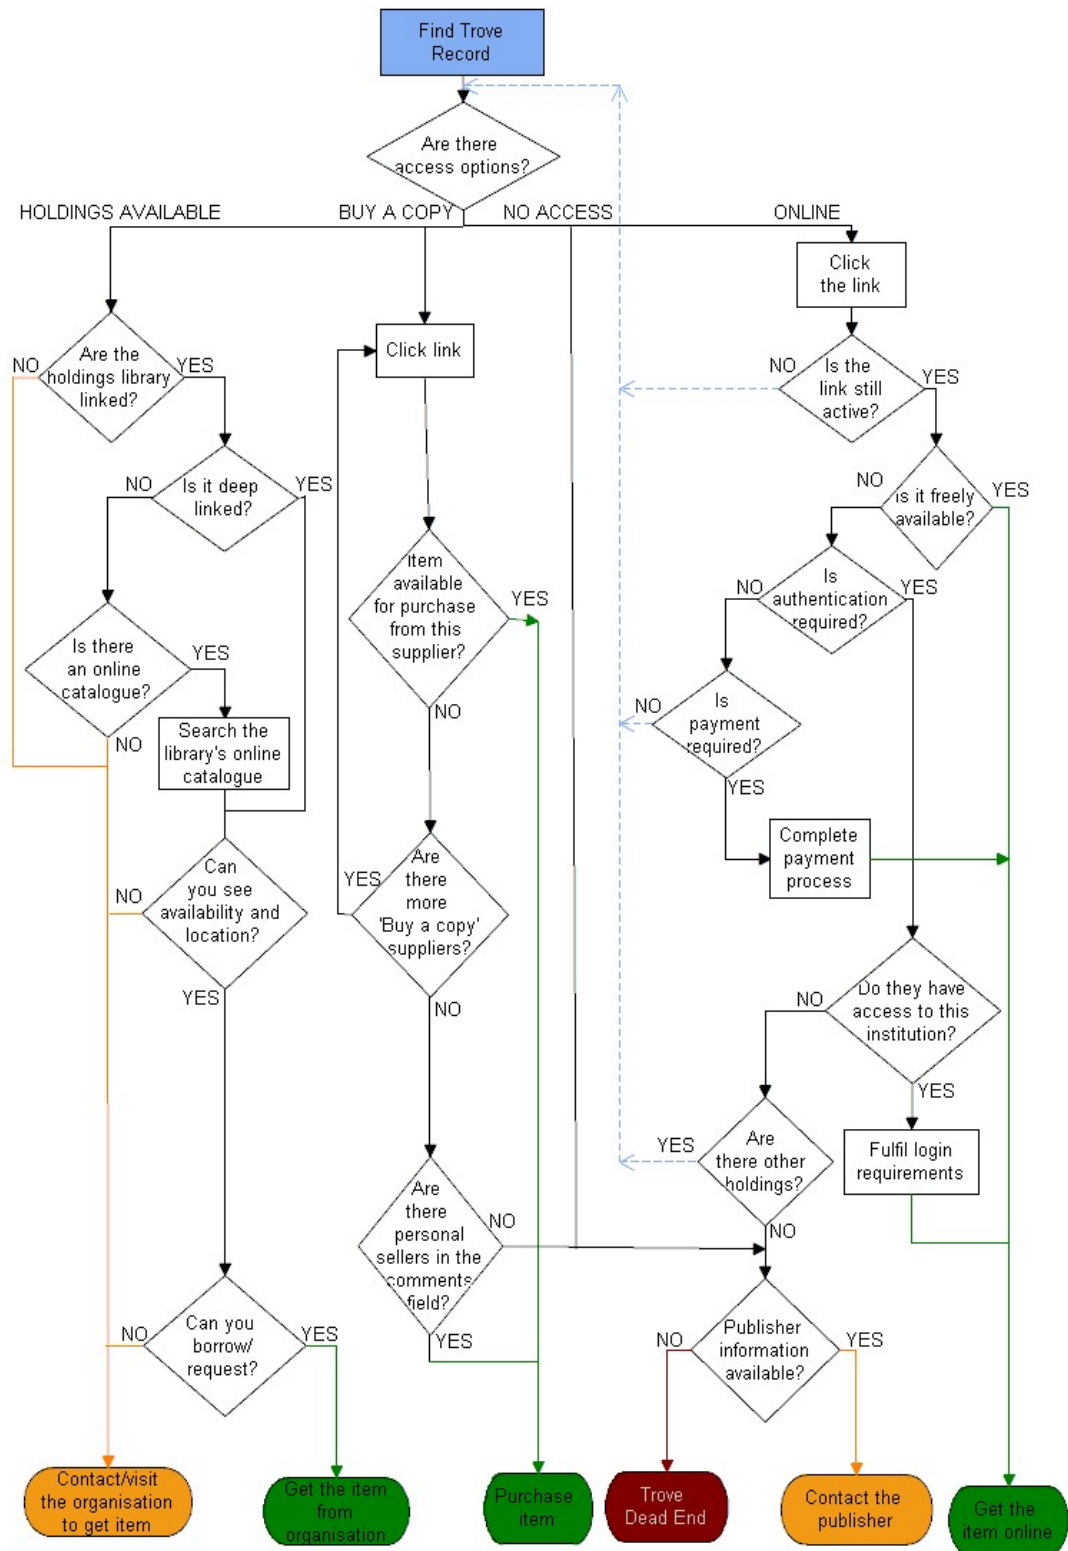 Find Trove
Record
Are there
access options?
HOLDINGS AVAILABLE
BUY A COPY
NO ACCESS
ONLINE
Click
the link
Are the
holdings library
linked?
NO
YES
Click link
Is the
link still
active?
NO
YES
Is it deep
linked?
NO
YES
is it freely
available?
NO
YES
Item
available
for purchase
from this
supplier?
YES
NO
Is
authentication
required?
NO
YES
Is there
an online
catalogue?
YES
NO
Search the
library's online
catalogue
Is
payment
required?
NO
YES
Complete
payment
process
Can
you see
availability and
location?
NO
YES
Are
there
more
'Buy a copy'
suppliers?
YES
NO
Do they have
access to this
institution?
NO
YES
Are
there other
holdings?
YES
NO
Fulfil login
requirements
Are
there
personal
sellers in the
comments
field?
NO
YES
Can you
borrow/
request?
NO
YES
Publisher
information
available?
NO
YES
Contact/visit
the organisation
to get item
Get the item
from
organisation
Purchase
item
Trove
Dead End
Contact the
publisher
Get the
item online